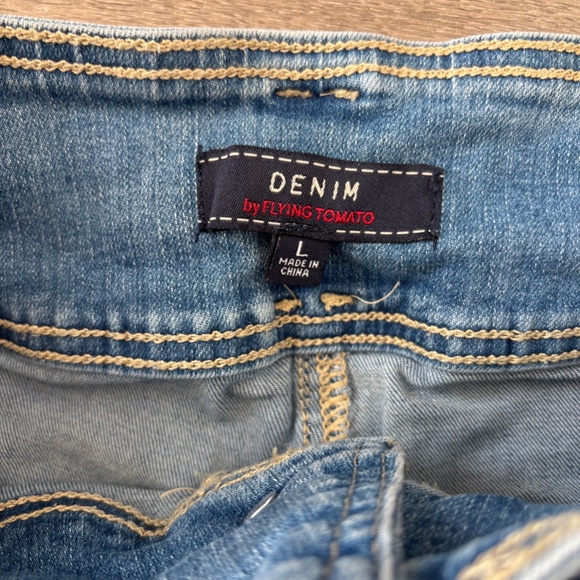 DENIM
by FLYING TOMATO
L
MADE IN
CHINA